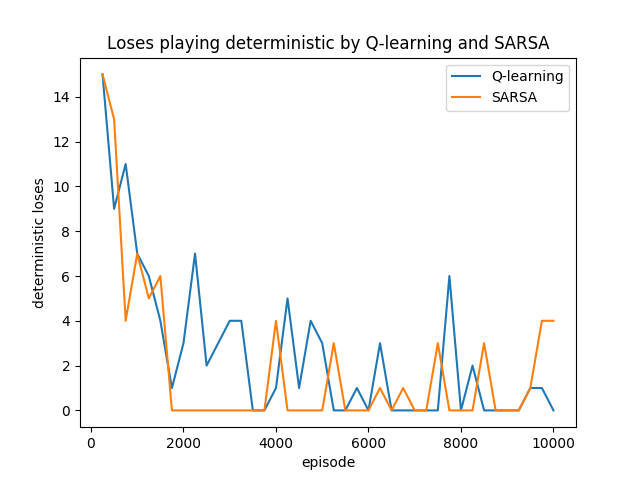 Loses playing deterministic by Q-learning and SARSA
Q-learning
SARSA
14
12
10
8
6
4
2
0
deterministic loses
0 2000 4000 6000 8000 10000
episode